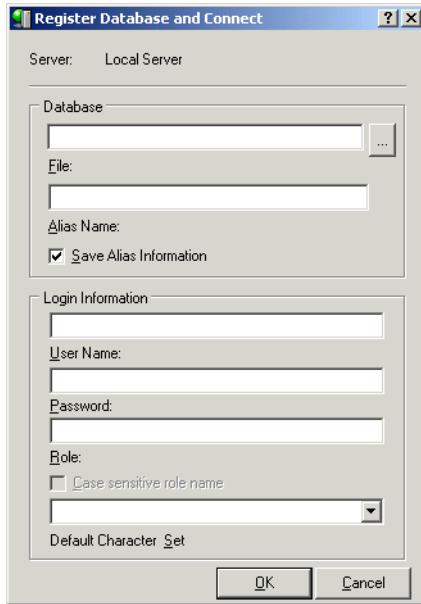 Register Database and Connect
Server: Local Server
Database
...
File:
Alias Name:
Save Alias Information
Login Information
User Name:
Password:
Role:
Case sensitive role name
Default Character Set
OK Cancel